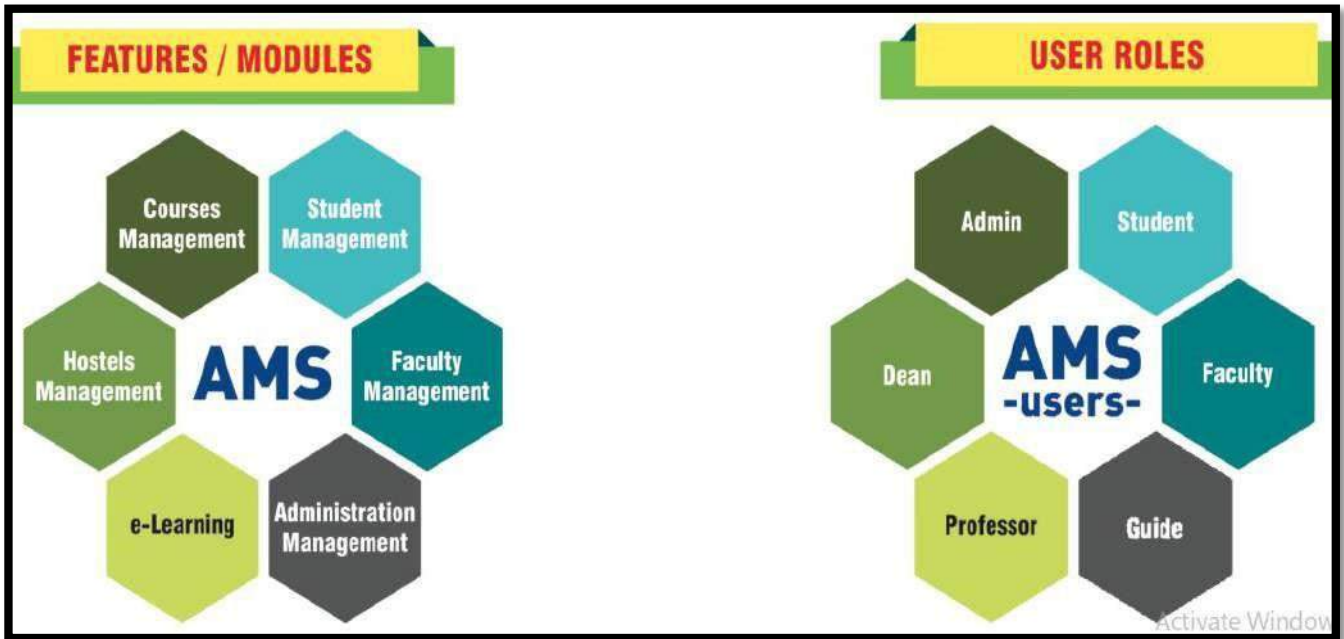 FEATURES / MODULES
Courses
Management
Student
Management
Hostels
Management
AMS
Faculty
Management
e-Learning
Administration
Management
USER ROLES
Admin
Student
Dean
AMS
-users-
Faculty
Professor
Guide
Activate Window